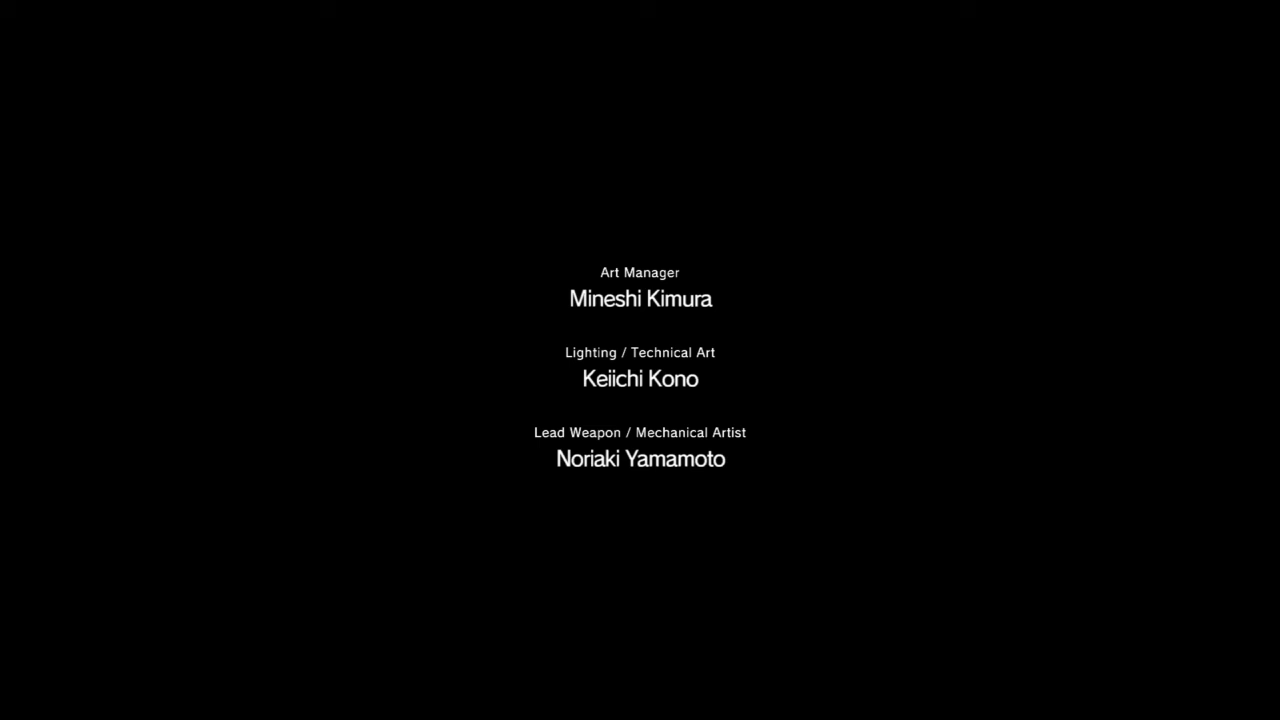 Art Manager
Mineshi Kimura
Lighting / Technical Art
Keiichi Kono
Lead Weapon / Mechanical Artist
Noriaki Yamamoto